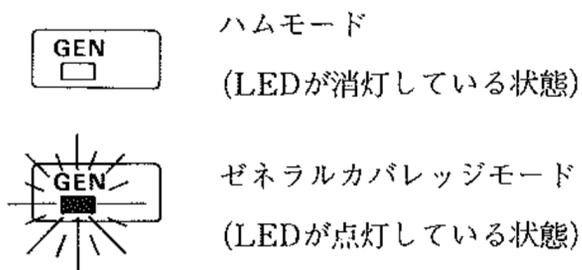 GEN
ハムモード
(LEDが消灯している状態)
GEN
ゼネラルカバレッジモード
(LEDが点灯している状態)